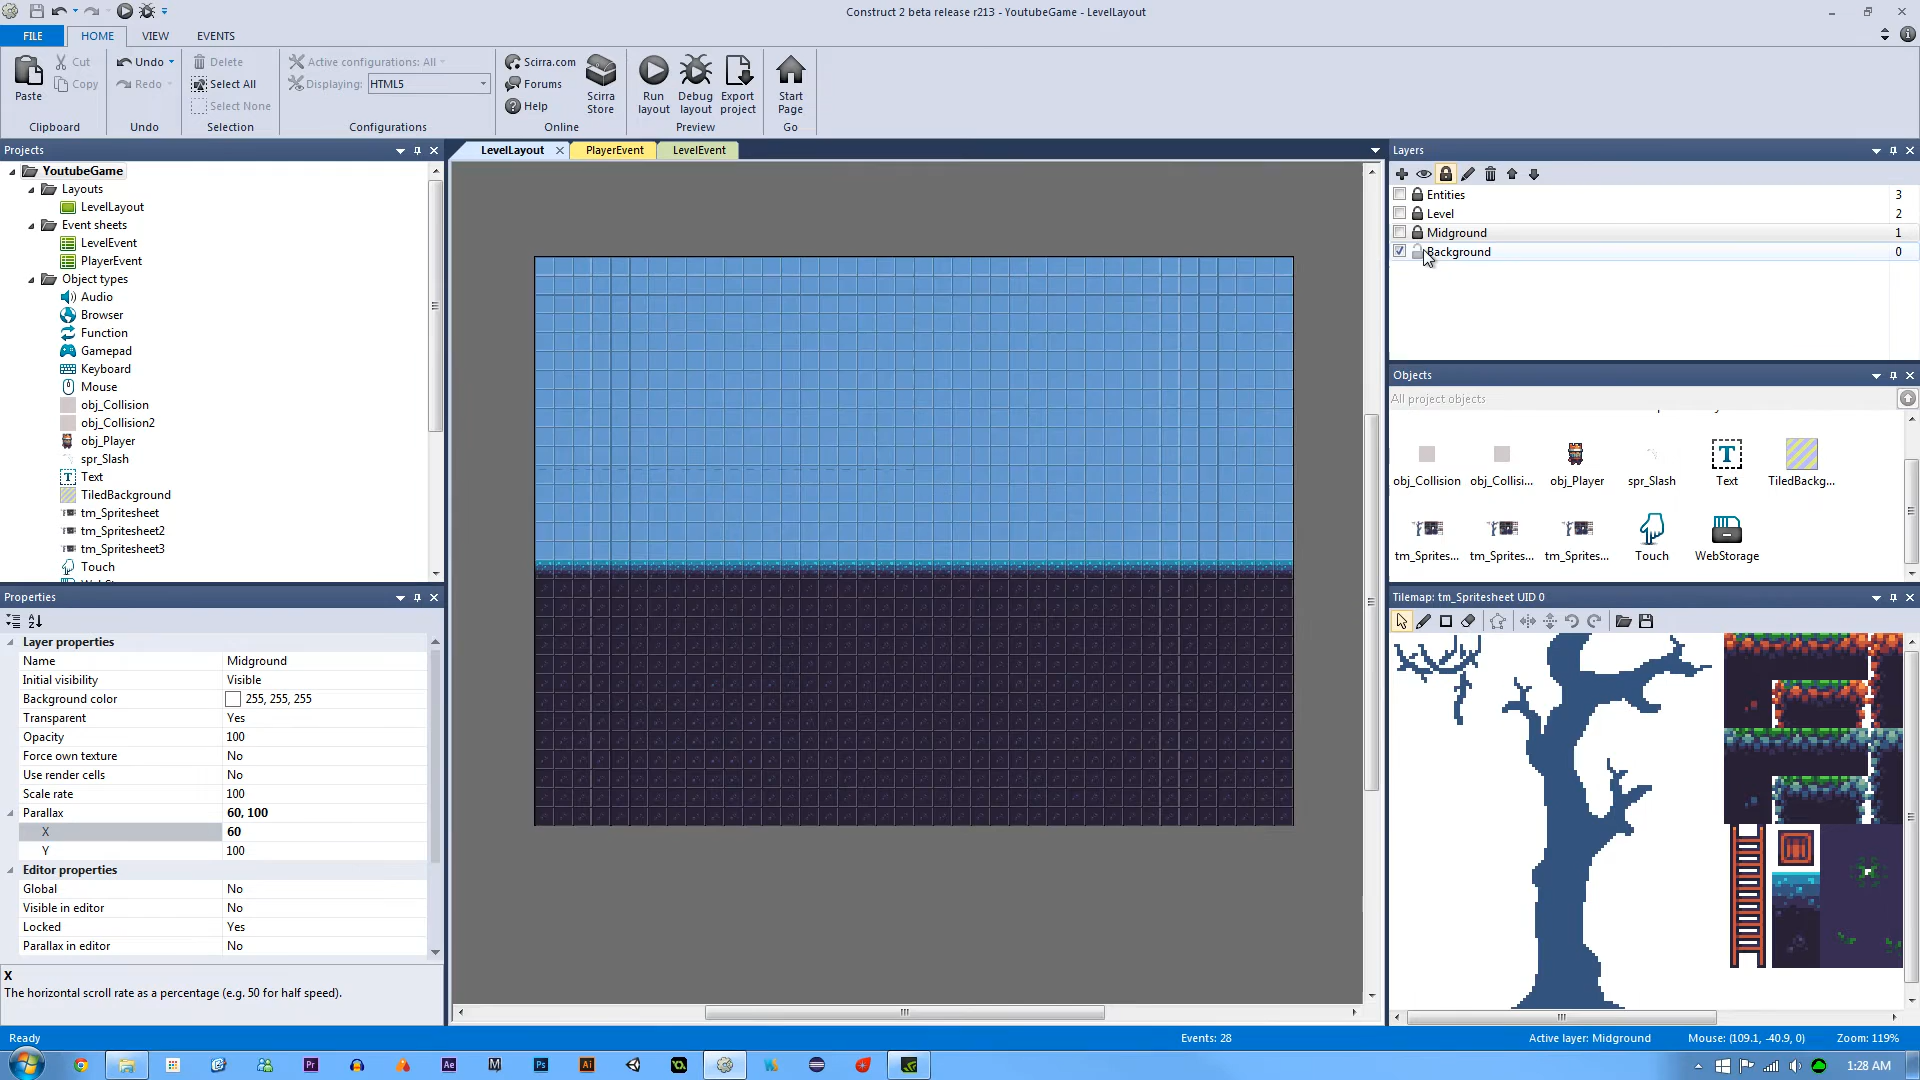 Construct 2 beta release r213 - YoutubeGame - LevelLayout
FILE HOME VIEW EVENTS
Paste
Cut
Copy
Clipboard
Undo
Redo
Undo
Delete
Select All
Select None
Selection
Active configurations: All
Displaying: HTML5
Configurations
Scirra.com
Forums
Help
Scirra Store
Online
Run layout
Debug layout
Export project
Preview
Start Page
Go
Projects
YoutubeGame
Layouts
LevelLayout
Event sheets
LevelEvent
PlayerEvent
Object types
Audio
Browser
Function
Gamepad
Keyboard
Mouse
obj_Collision
obj_Collision2
obj_Player
spr_Slash
Text
TiledBackground
tm_Spritesheet
tm_Spritesheet2
tm_Spritesheet3
Touch
LevelLayout PlayerEvent LevelEvent
Layers
Entities 3
Level 2
Midground 1
Background 0
Objects
All project objects
obj_Collision obj_Collisi... obj_Player spr_Slash Text TiledBackg...
tm_Sprites... tm_Sprites... tm_Sprites... Touch WebStorage
Tilemap: tm_Spritesheet UID 0
Properties
Layer properties
Name Midground
Initial visibility Visible
Background color 255, 255, 255
Transparent Yes
Opacity 100
Force own texture No
Use render cells No
Scale rate 100
Parallax 60, 100
X 60
Y 100
Editor properties
Global No
Visible in editor No
Locked Yes
Parallax in editor No
X
The horizontal scroll rate as a percentage (e.g. 50 for half speed).
Ready Events: 28 Active layer: Midground Mouse: (109.1, -40.9, 0) Zoom: 119%
1:28 AM